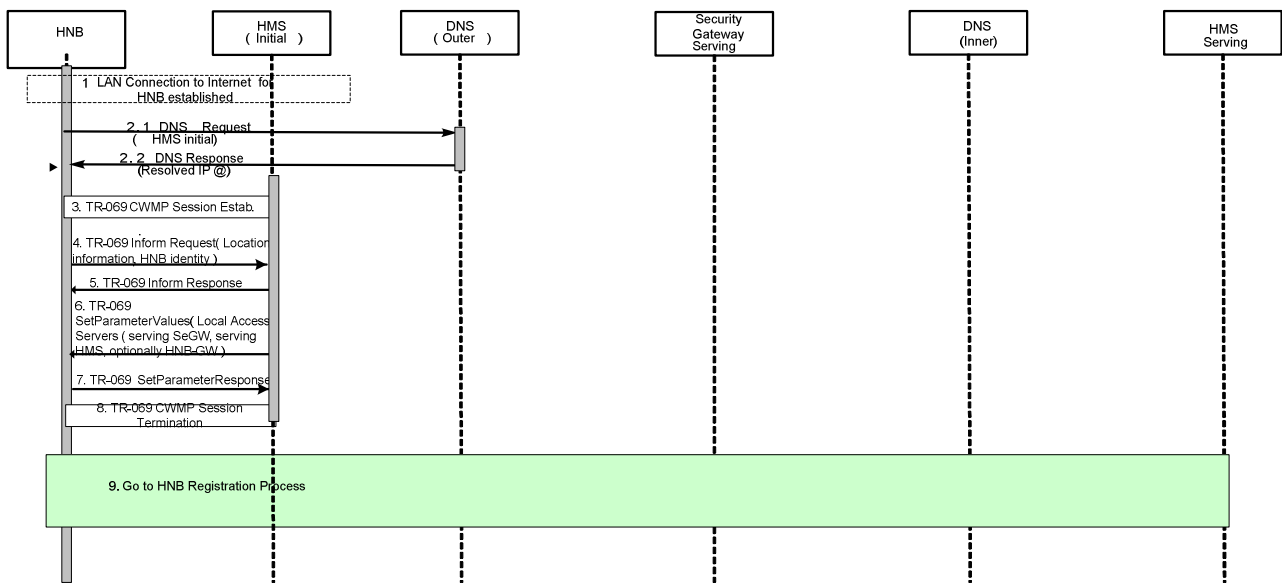 HNB
HMS
( Initial )
DNS
( Outer )
Security
Gateway
Serving
DNS
(Inner)
HMS
Serving
1 LAN Connection to Internet for
HNB established
2.1 DNS Request
( HMS initial)
2.2 DNS Response
(Resolved IP @)
3. TR-069 CWMP Session Estab.
4. TR-069 Inform Request( Location
information, HNB identity )
5. TR-069 Inform Response
6. TR-069
SetParameterValues( Local Access
Servers ( serving SeGW, serving
HMS, optionally HNB-GW )
7. TR-069 SetParameterResponse
8. TR-069 CWMP Session
Termination
9. Go to HNB Registration Process